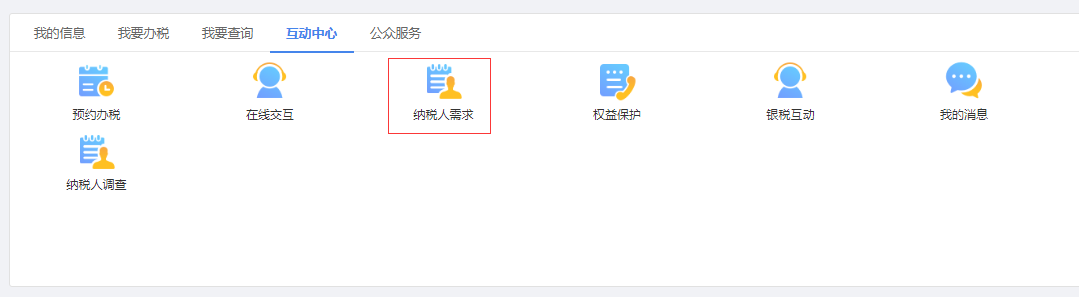 我的信息 我要办税 我要查询 互动中心 公众服务
预约办税 在线交互 纳税人需求 权益保护 银税互动 我的消息
纳税人调查